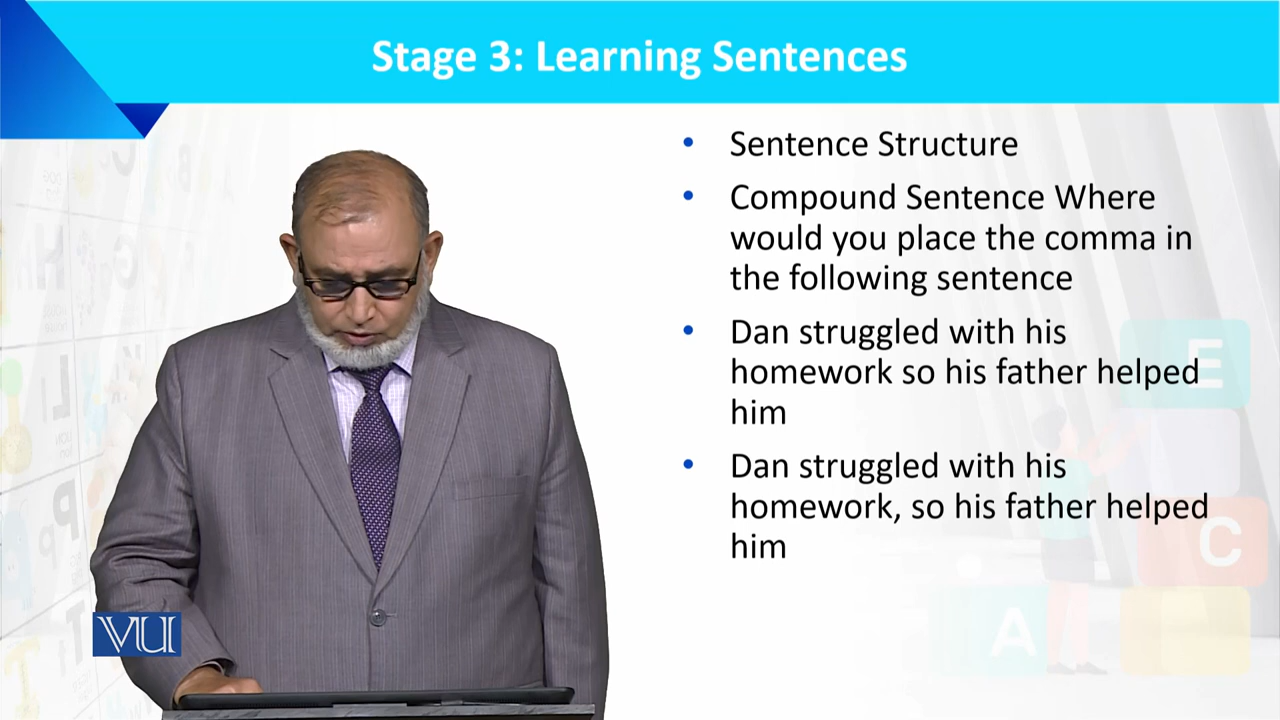 Stage 3: Learning Sentences
• Sentence Structure
• Compound Sentence Where
would you place the comma in
the following sentence
• Dan struggled with his
homework so his father helped
him
• Dan struggled with his
homework, so his father helped
him
VU
E
C
A